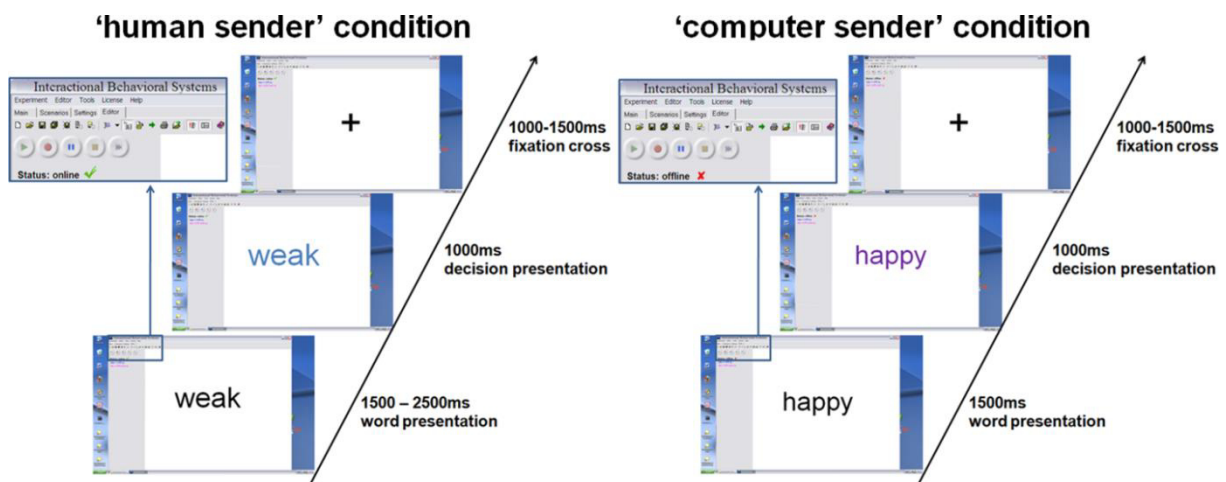 'human sender' condition
Interactional Behavioral Systems
Experiment Editor Tools License Help
Main Scenarios Settings Editor
Status: online
+
1000-1500ms
fixation cross
weak
1000ms
decision presentation
weak
1500 – 2500ms
word presentation
'computer sender' condition
Interactional Behavioral Systems
Experiment Editor Tools License Help
Main Scenarios Settings Editor
Status: offline
+
1000-1500ms
fixation cross
happy
1000ms
decision presentation
happy
1500ms
word presentation